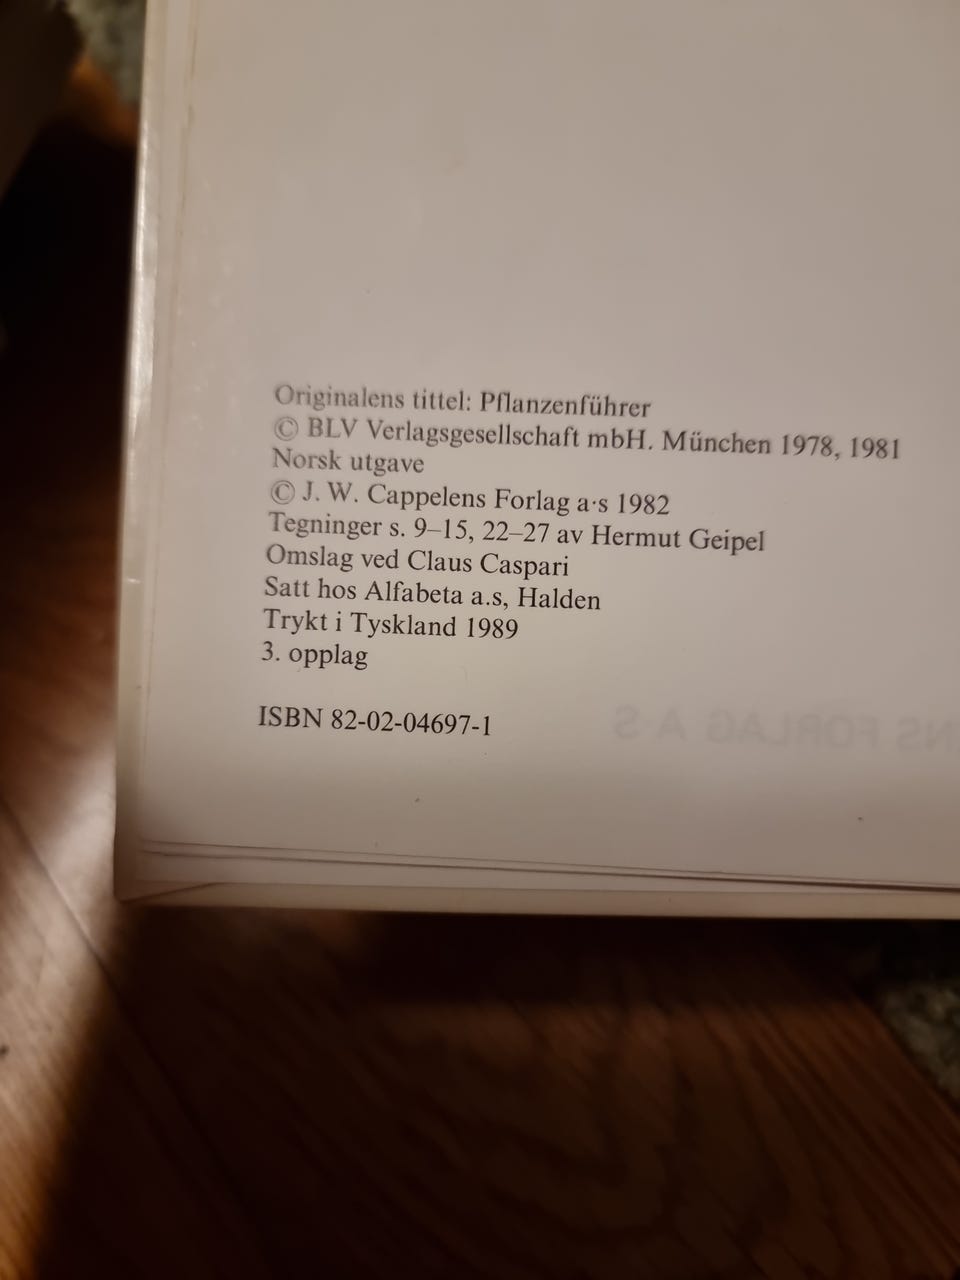 Originalens tittel: Pflanzenführer
© BLV Verlagsgesellschaft mbH. München 1978, 1981
Norsk utgave
© J. W. Cappelens Forlag a·s 1982
Tegninger s. 9–15, 22–27 av Hermut Geipel
Omslag ved Claus Caspari
Satt hos Alfabeta a.s, Halden
Trykt i Tyskland 1989
3. opplag
ISBN 82-02-04697-1
NS FORLAG A·S